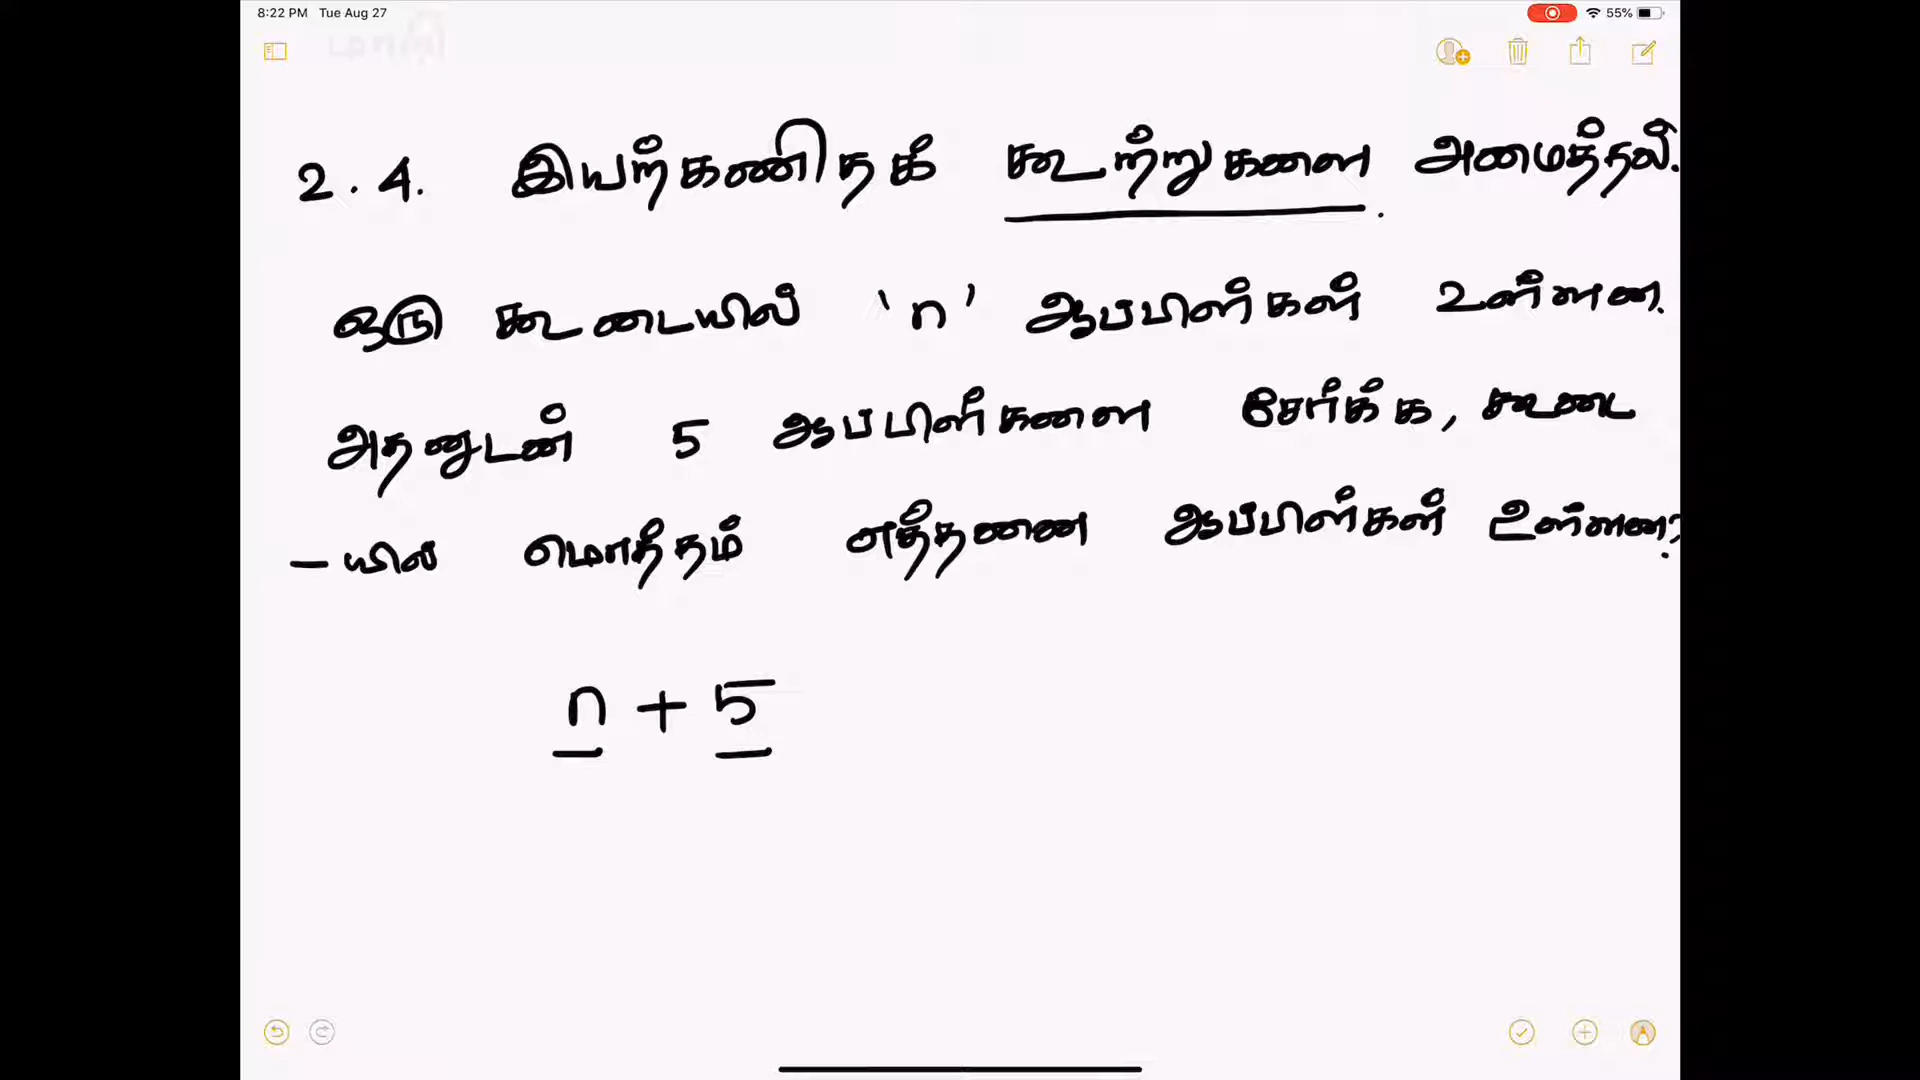 8:22 PM Tue Aug 27
55%
2.4. இயற்கணிதக் கூற்றுகளை அமைத்தல்.
ஒரு கூடையில் 'n' ஆப்பிள்கள் உள்ளன.
அதனுடன் 5 ஆப்பிள்களை சேர்க்க, கூடை
-யில் மொத்தம் எத்தனை ஆப்பிள்கள் உள்ளன?
n + 5